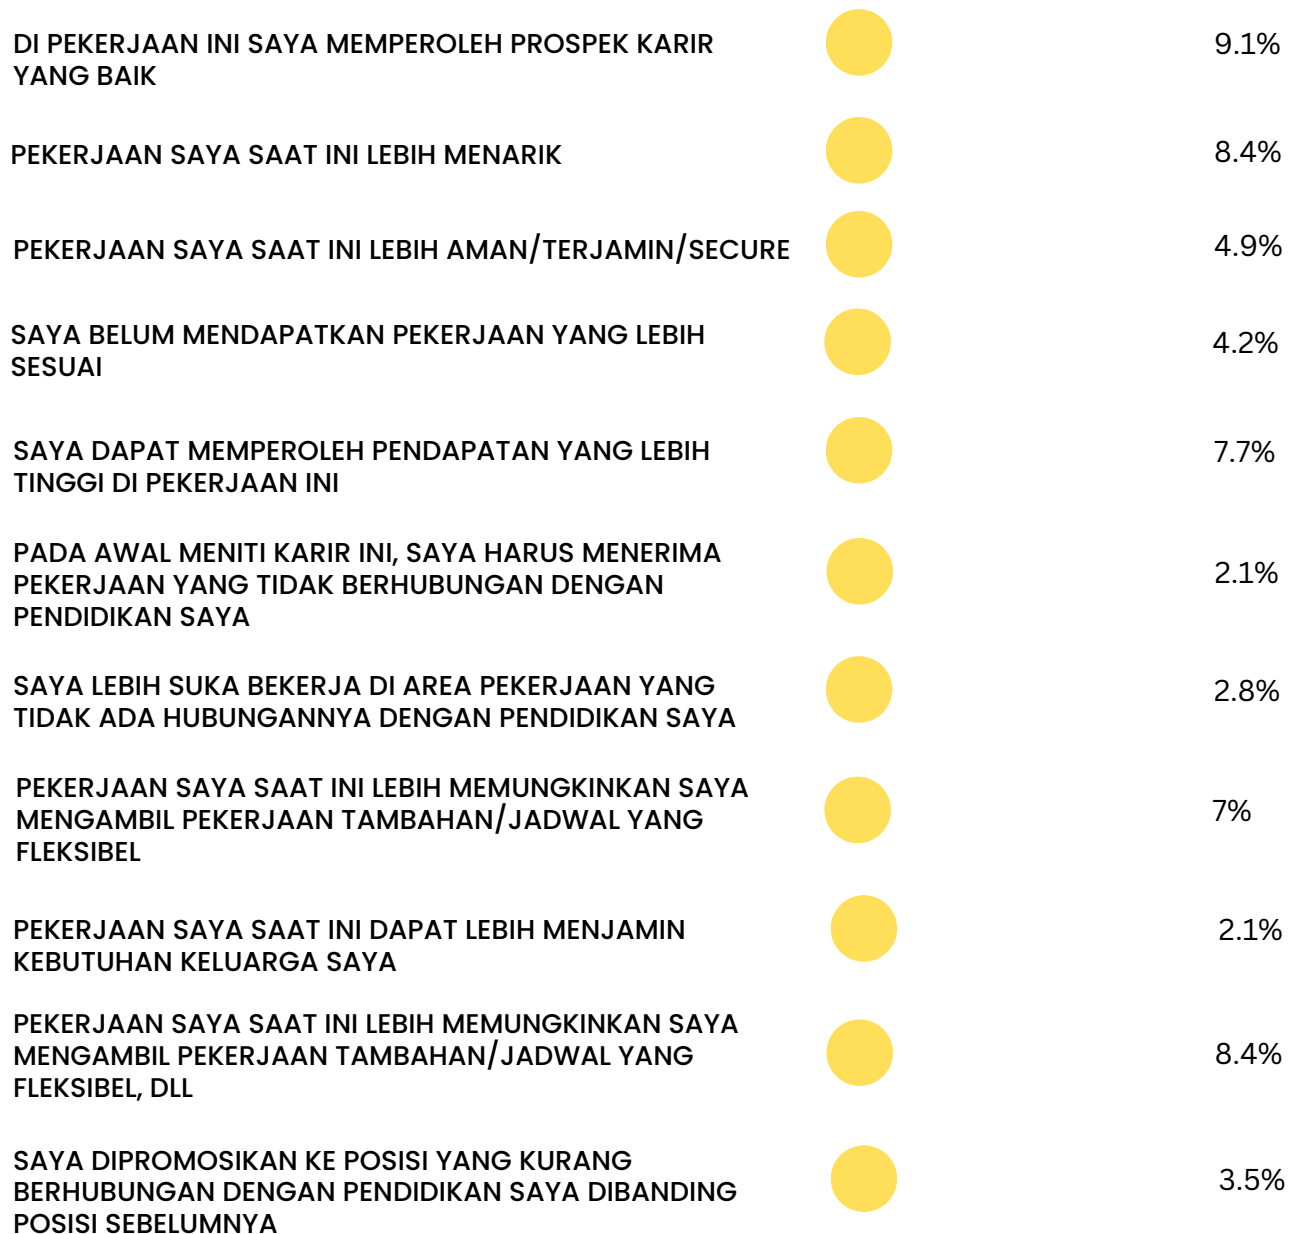 DI PEKERJAAN INI SAYA MEMPEROLEH PROSPEK KARIR
YANG BAIK
9.1%
PEKERJAAN SAYA SAAT INI LEBIH MENARIK
8.4%
PEKERJAAN SAYA SAAT INI LEBIH AMAN/TERJAMIN/SECURE
4.9%
SAYA BELUM MENDAPATKAN PEKERJAAN YANG LEBIH
SESUAI
4.2%
SAYA DAPAT MEMPEROLEH PENDAPATAN YANG LEBIH
TINGGI DI PEKERJAAN INI
7.7%
PADA AWAL MENITI KARIR INI, SAYA HARUS MENERIMA
PEKERJAAN YANG TIDAK BERHUBUNGAN DENGAN
PENDIDIKAN SAYA
2.1%
SAYA LEBIH SUKA BEKERJA DI AREA PEKERJAAN YANG
TIDAK ADA HUBUNGANNYA DENGAN PENDIDIKAN SAYA
2.8%
PEKERJAAN SAYA SAAT INI LEBIH MEMUNGKINKAN SAYA
MENGAMBIL PEKERJAAN TAMBAHAN/JADWAL YANG
FLEKSIBEL
7%
PEKERJAAN SAYA SAAT INI DAPAT LEBIH MENJAMIN
KEBUTUHAN KELUARGA SAYA
2.1%
PEKERJAAN SAYA SAAT INI LEBIH MEMUNGKINKAN SAYA
MENGAMBIL PEKERJAAN TAMBAHAN/JADWAL YANG
FLEKSIBEL, DLL
8.4%
SAYA DIPROMOSIKAN KE POSISI YANG KURANG
BERHUBUNGAN DENGAN PENDIDIKAN SAYA DIBANDING
POSISI SEBELUMNYA
3.5%